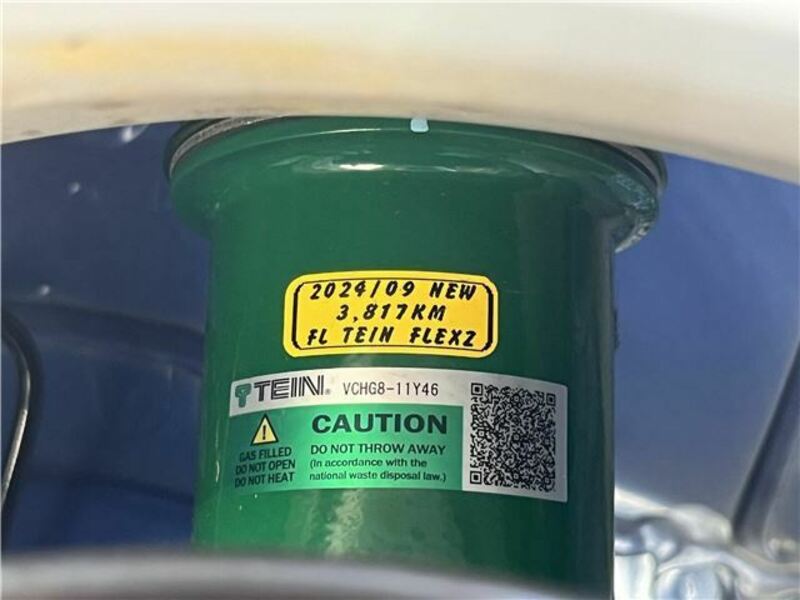 2024/09 NEW
3,817KM
FL TEIN FLEXZ
TEIN® VCHG8-11Y46
CAUTION
GAS FILLED
DO NOT OPEN
DO NOT HEAT
DO NOT THROW AWAY
(In accordance with the
national waste disposal law.)